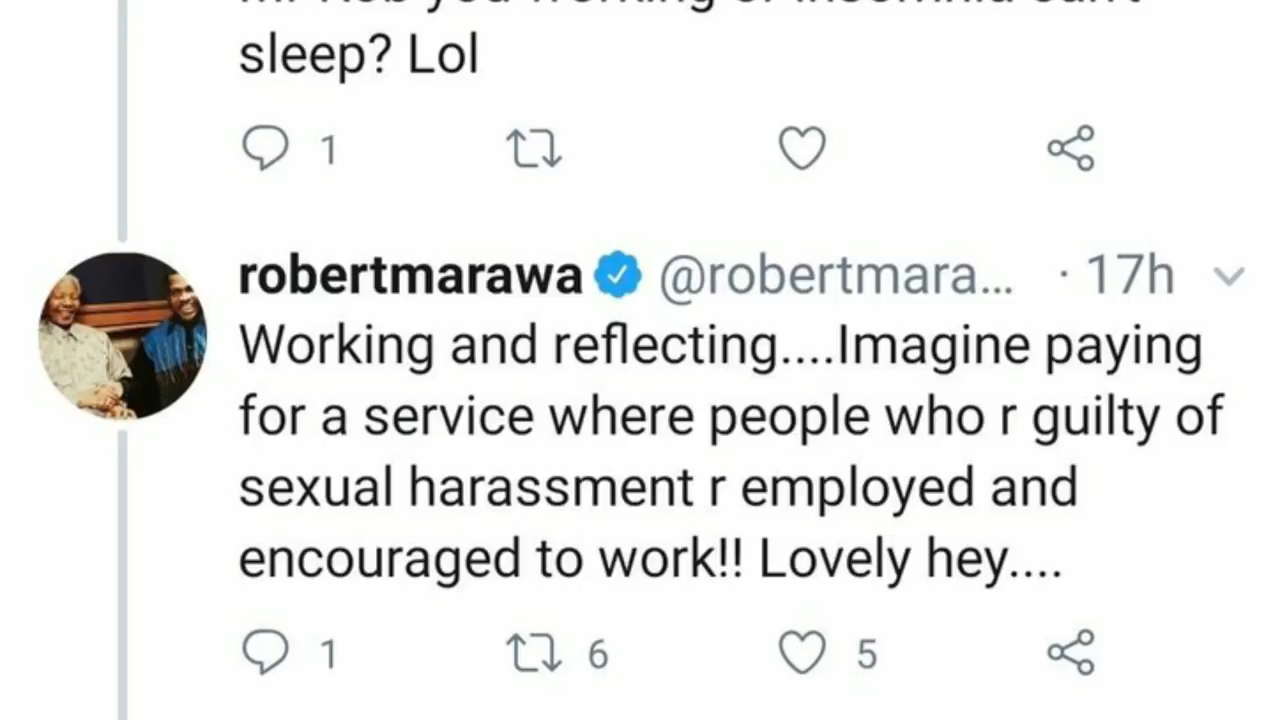 sleep? Lol
1
robertmarawa @robertmara... · 17h
Working and reflecting....Imagine paying
for a service where people who r guilty of
sexual harassment r employed and
encouraged to work!! Lovely hey....
1 6 5